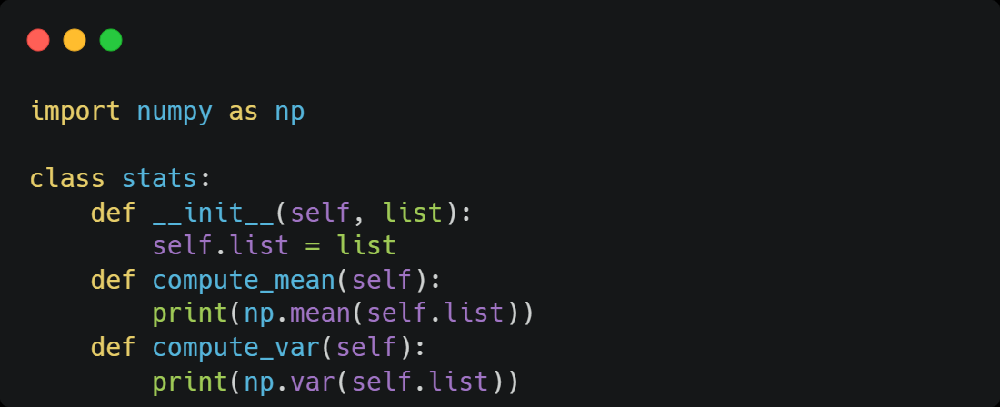 import numpy as np
class stats:
    def __init__(self, list):
        self.list = list
    def compute_mean(self):
        print(np.mean(self.list))
    def compute_var(self):
        print(np.var(self.list))